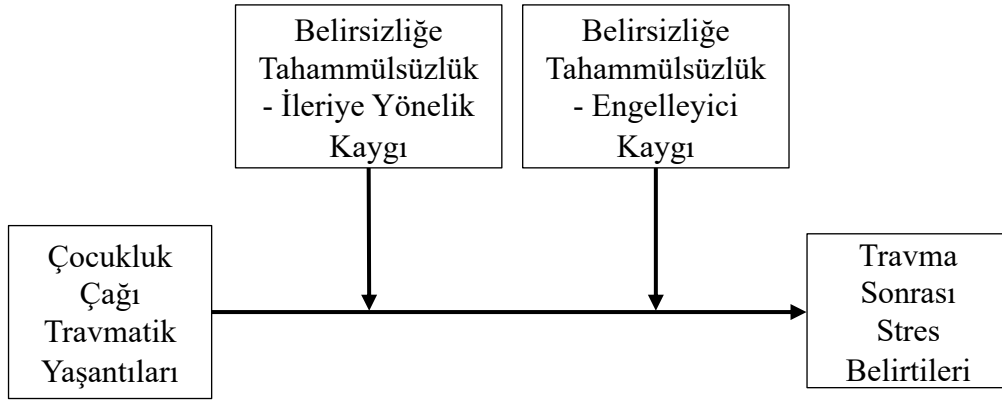 Belirsizliğe
Tahammülsüzlük
- İleriye Yönelik
Kaygı
Belirsizliğe
Tahammülsüzlük
- Engelleyici
Kaygı
Çocukluk
Çağı
Travmatik
Yaşantıları
Travma
Sonrası
Stres
Belirtileri